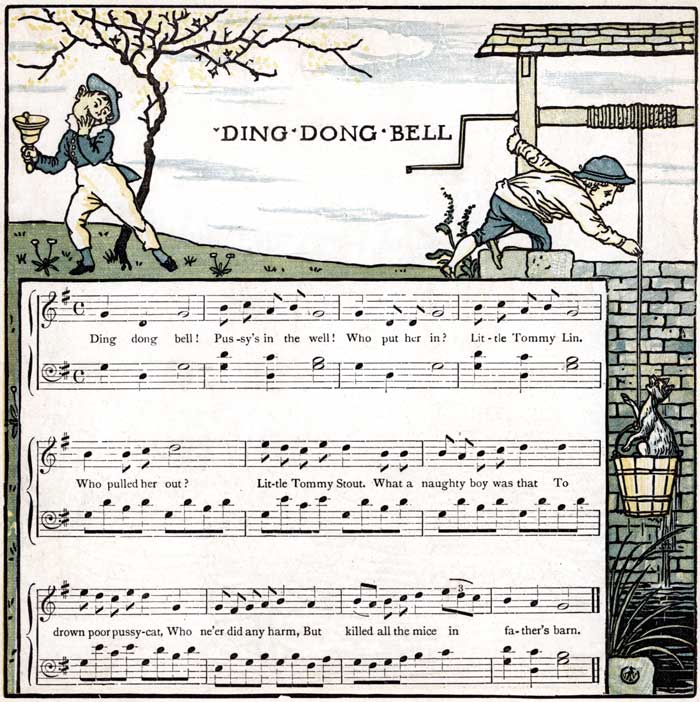 DING·DONG·BELL
Ding dong bell! Pus-sy's in the well! Who put her in? Lit-tle Tommy Lin.
Who pulled her out? Lit-tle Tommy Stout. What a naughty boy was that To
3
drown poor pussy-cat, Who ne'er did any harm, But killed all the mice in fa-ther's barn.